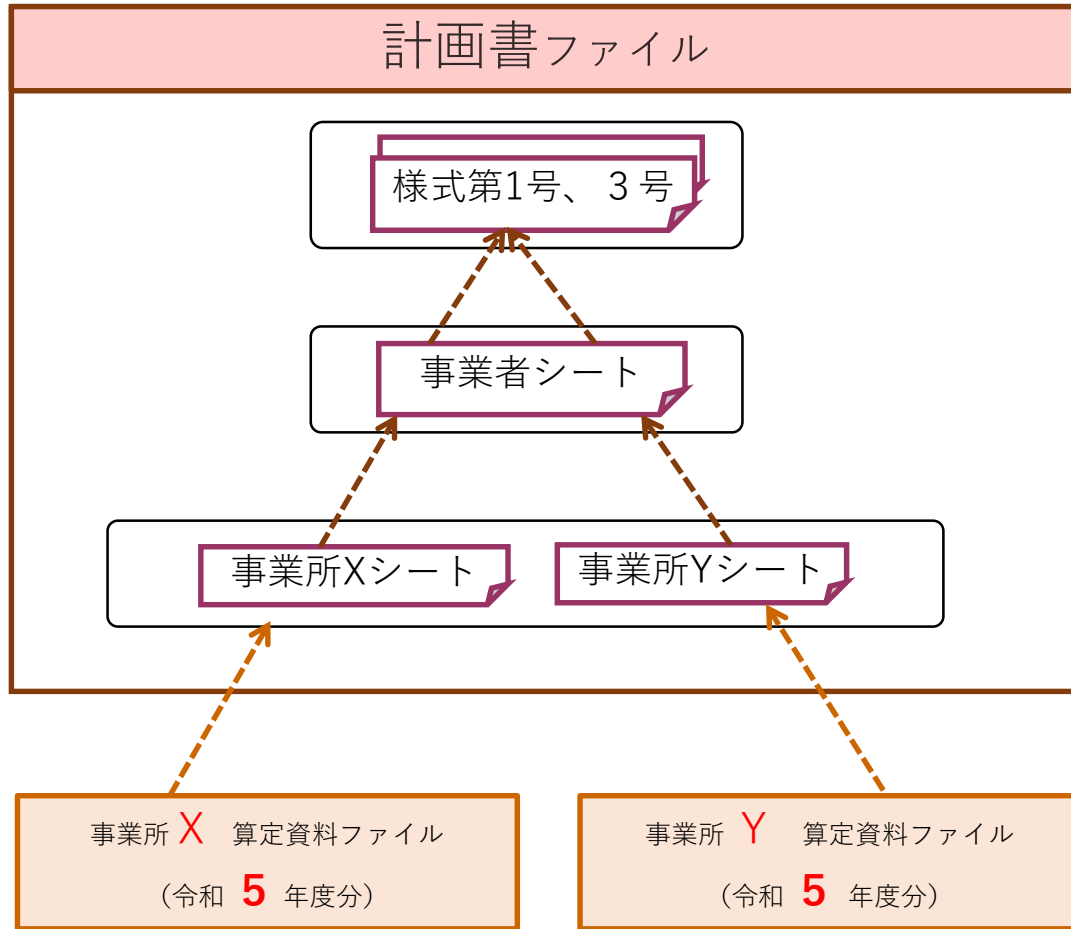 計画書ファイル
様式第1号、３号
事業者シート
事業所Xシート
事業所Yシート
事業所 X 算定資料ファイル
（令和 5 年度分）
事業所 Y 算定資料ファイル
（令和 5 年度分）